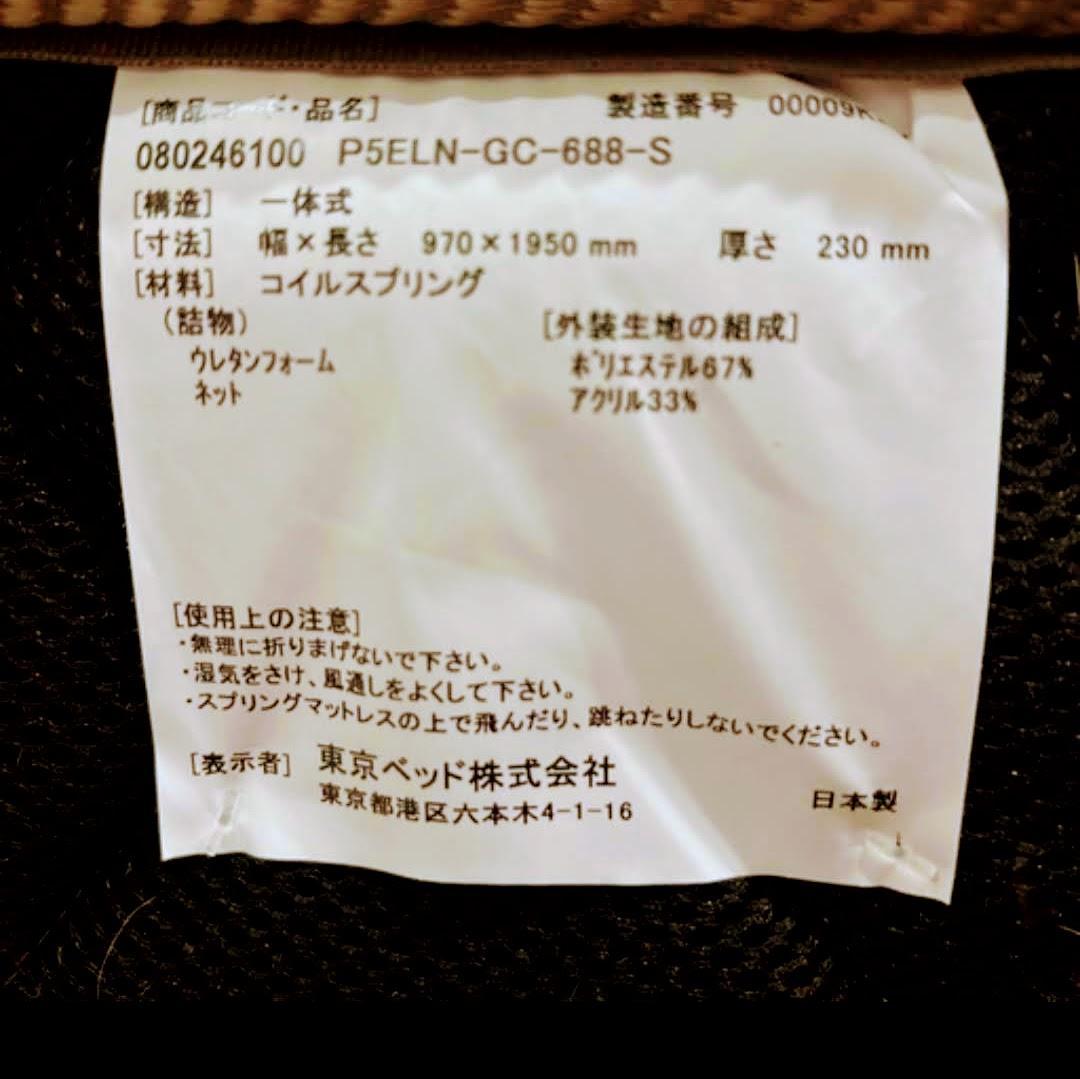 [商品コード・品名] 製造番号 00009
080246100 P5ELN-GC-688-S
[構造] 一体式
[寸法] 幅×長さ 970×1950 mm 厚さ 230 mm
[材料] コイルスプリング
(詰物) [外装生地の組成]
ウレタンフォーム ポリエステル67%
ネット アクリル33%
[使用上の注意]
・無理に折りまげないで下さい。
・湿気をさけ、風通しをよくして下さい。
・スプリングマットレスの上で飛んだり、跳ねたりしないでください。
[表示者] 東京ベッド株式会社
東京都港区六本木4-1-16 日本製